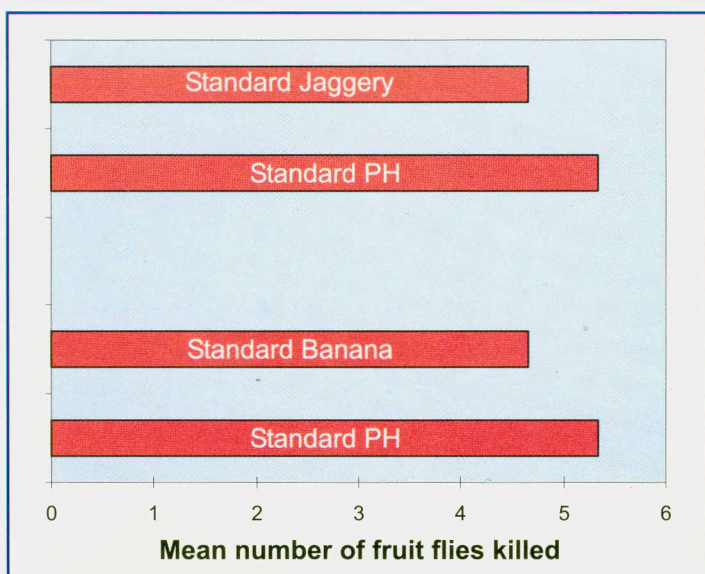 Standard Jaggery
Standard PH
Standard Banana
Standard PH
0 1 2 3 4 5 6
Mean number of fruit flies killed